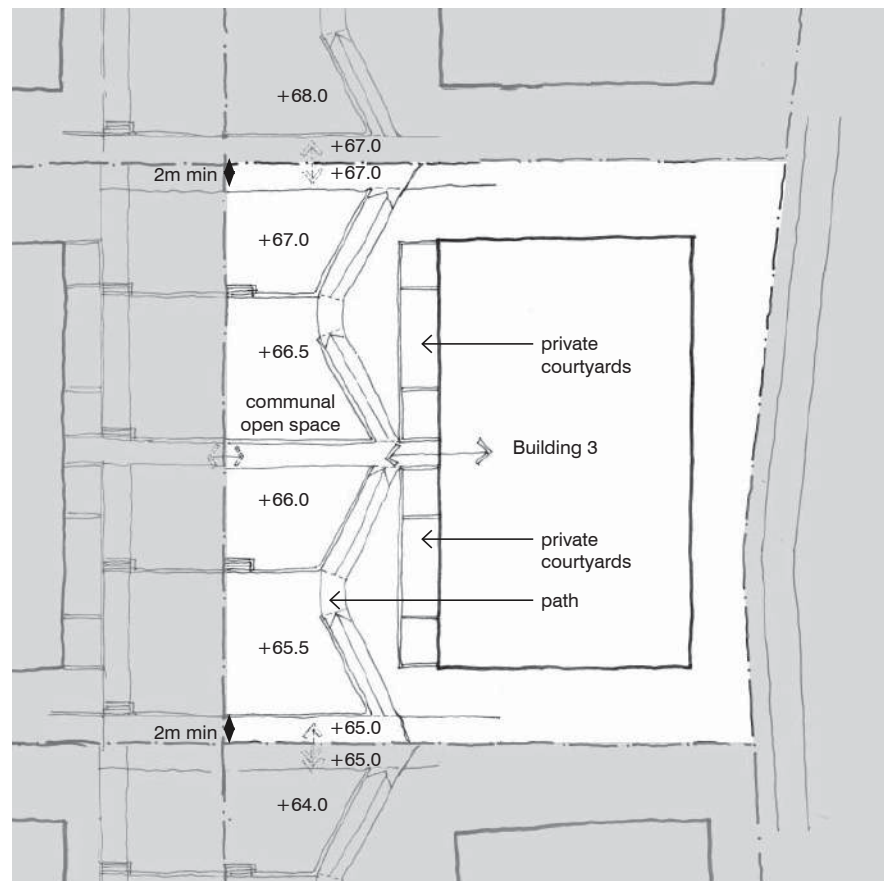 +68.0
+67.0
2m min
+67.0
+67.0
+66.5
private
courtyards
communal
open space
Building 3
+66.0
private
courtyards
path
+65.5
2m min
+65.0
+65.0
+64.0